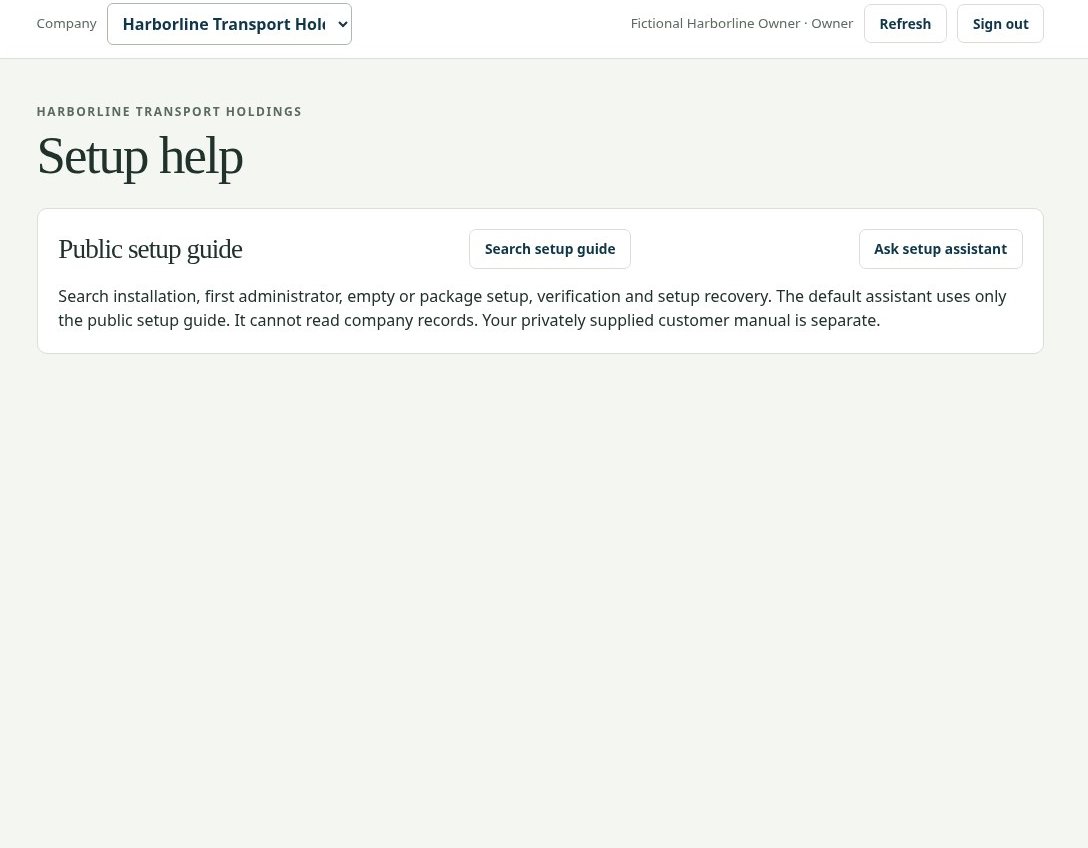 Company Harborline Transport Hol Fictional Harborline Owner · Owner Refresh Sign out
HARBORLINE TRANSPORT HOLDINGS
Setup help
Public setup guide Search setup guide Ask setup assistant
Search installation, first administrator, empty or package setup, verification and setup recovery. The default assistant uses only
the public setup guide. It cannot read company records. Your privately supplied customer manual is separate.